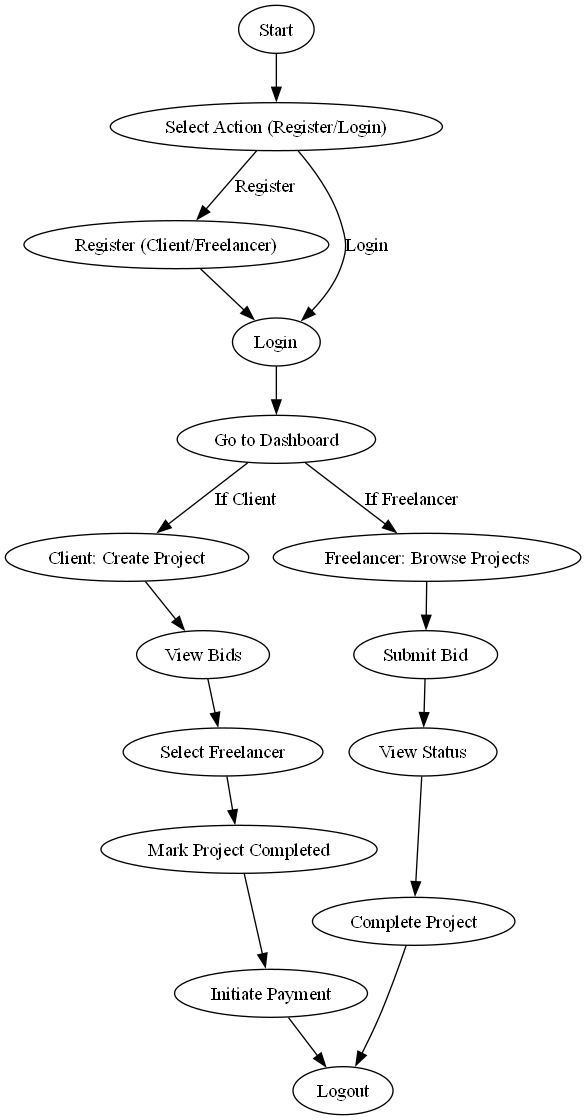 Start
Select Action (Register/Login)
Register
Register (Client/Freelancer)
Login
Login
Go to Dashboard
If Client
If Freelancer
Client: Create Project
Freelancer: Browse Projects
View Bids
Submit Bid
Select Freelancer
View Status
Mark Project Completed
Complete Project
Initiate Payment
Logout